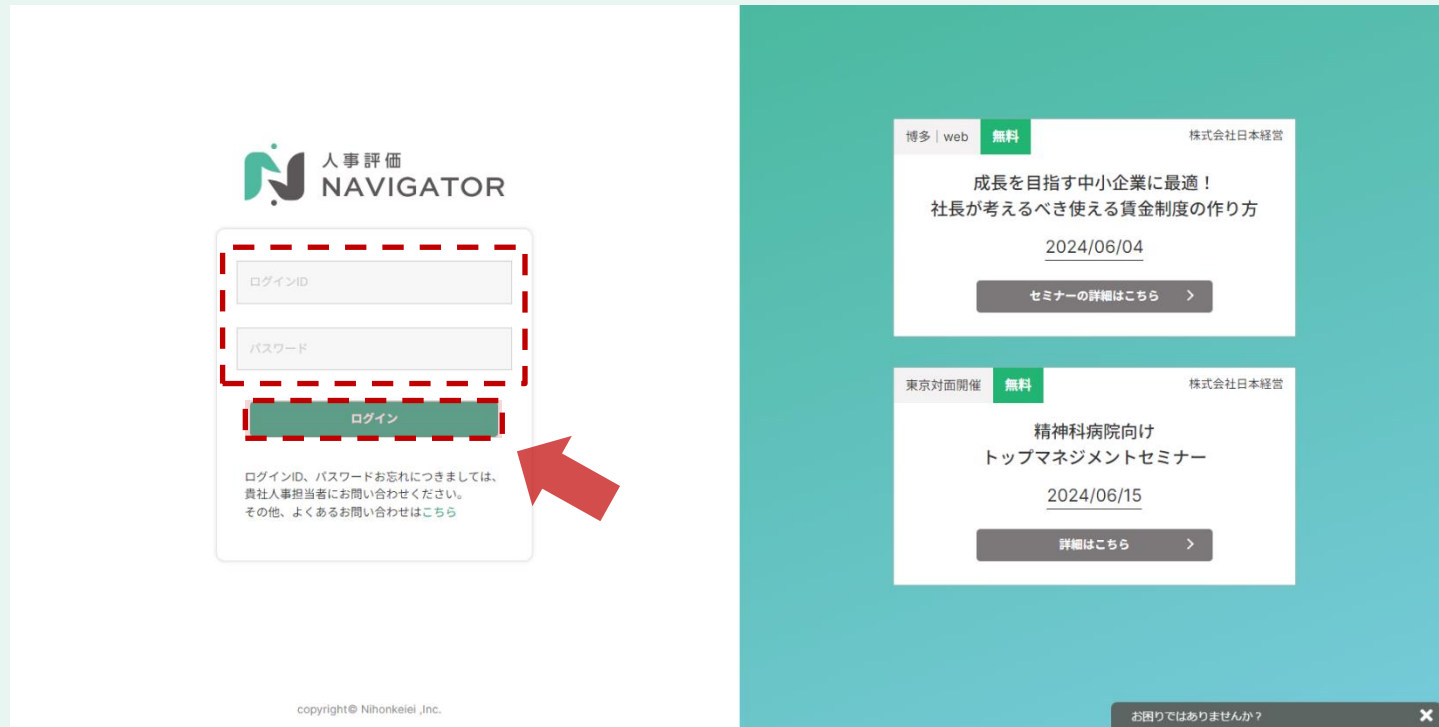 人事評価
NAVIGATOR
ログインID
パスワード
ログイン
ログインID、パスワードお忘れにつきましては、
貴社人事担当者にお問い合わせください。
その他、よくあるお問い合わせはこちら
copyright© Nihonkeiei ,Inc.
博多｜web 無料 株式会社日本経営
成長を目指す中小企業に最適！
社長が考えるべき使える賃金制度の作り方
2024/06/04
セミナーの詳細はこちら
東京対面開催 無料 株式会社日本経営
精神科病院向け
トップマネジメントセミナー
2024/06/15
詳細はこちら
お困りではありませんか？